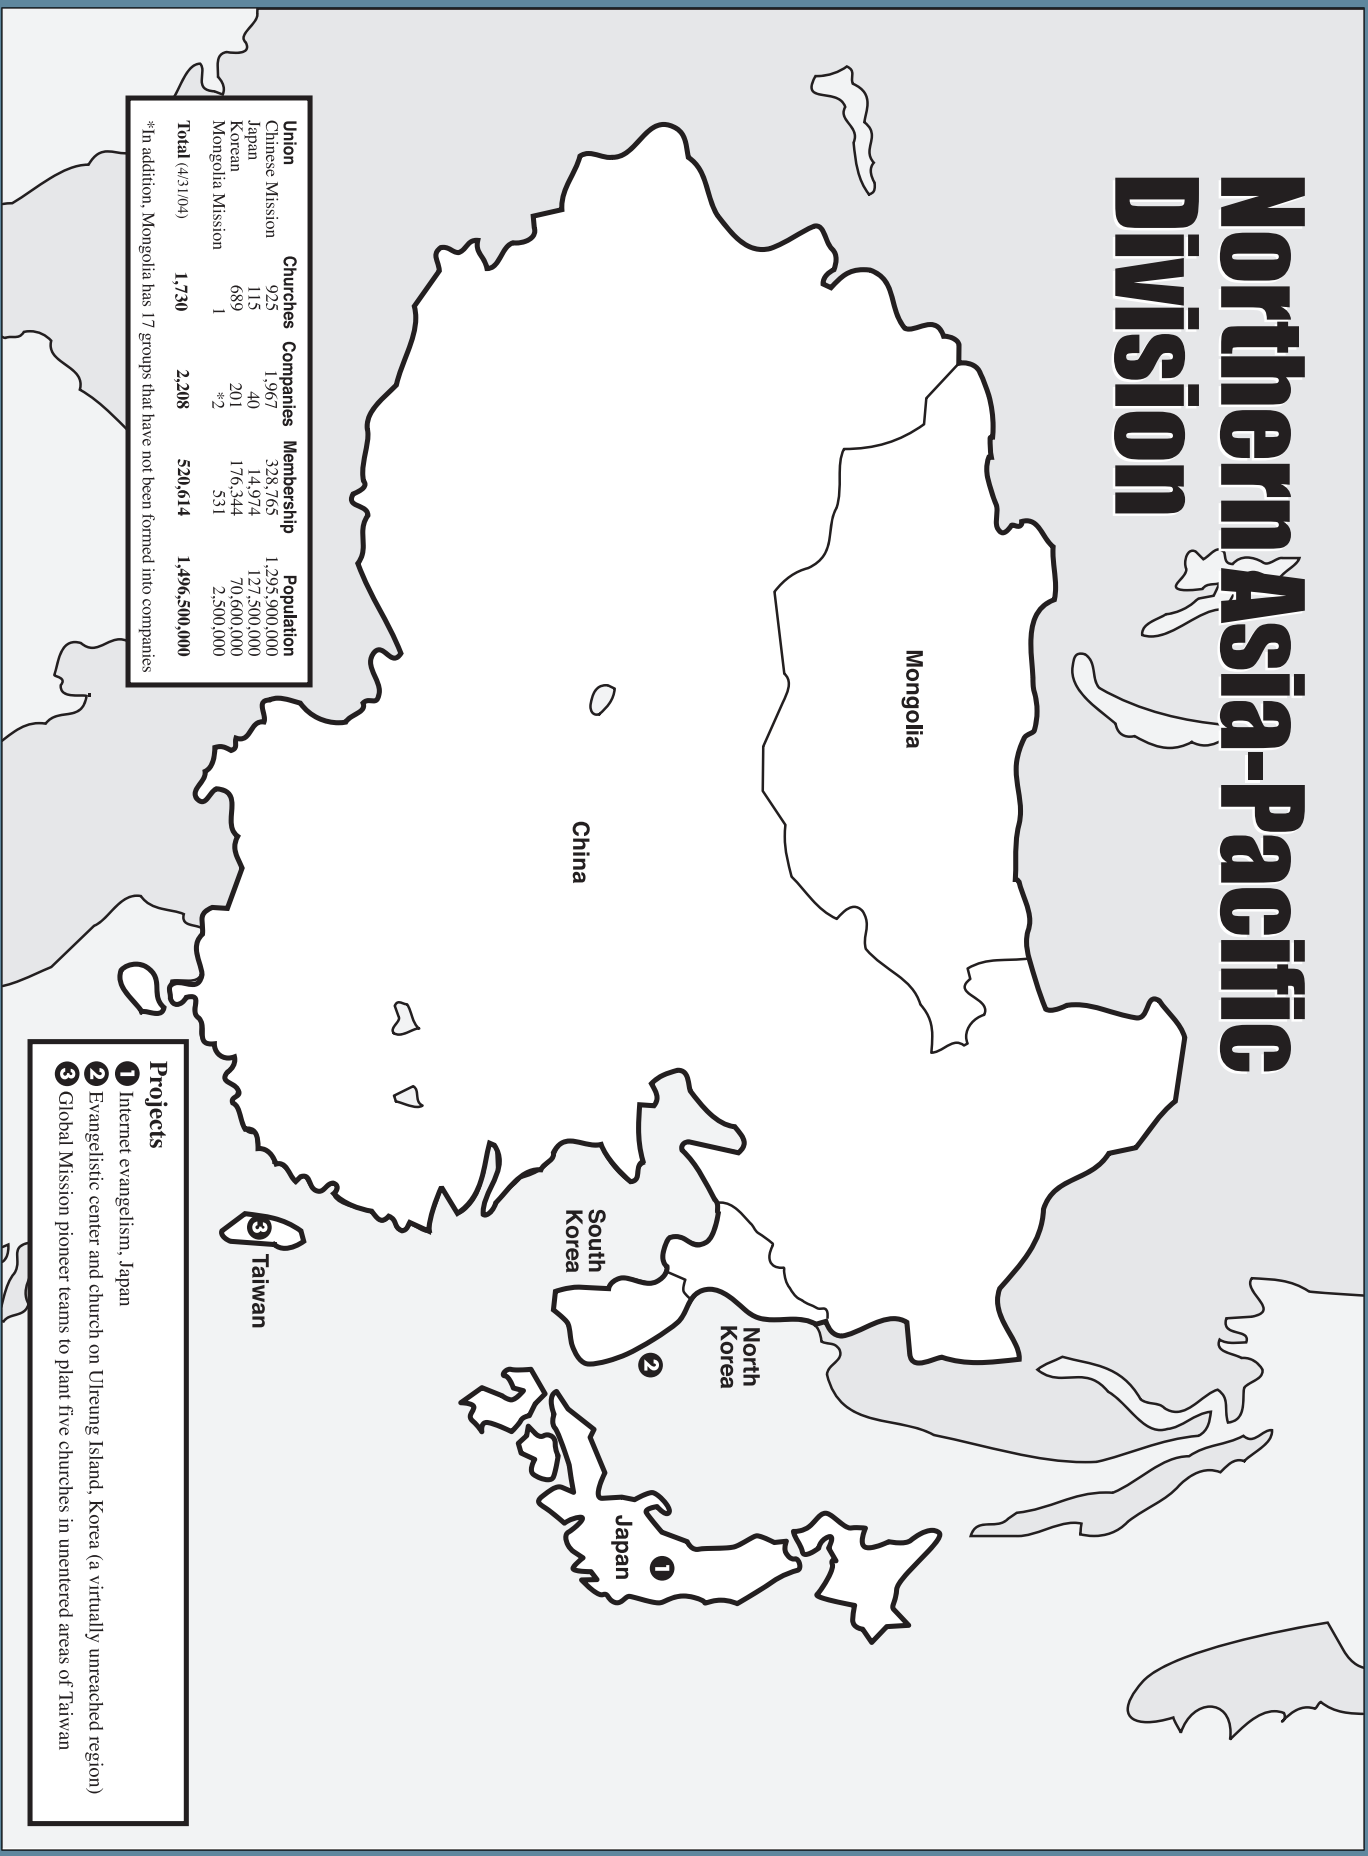 Northern Asia-Pacific
Division
Mongolia
China
North
Korea
South
Korea
2
Japan
1
Taiwan
3
Union Churches Companies Membership Population
Chinese Mission 925 1,967 328,765 1,295,900,000
Japan 115 40 14,974 127,500,000
Korean 689 201 176,344 70,600,000
Mongolia Mission 1 *2 531 2,500,000
Total (4/31/04) 1,730 2,208 520,614 1,496,500,000
*In addition, Mongolia has 17 groups that have not been formed into companies
Projects
1 Internet evangelism, Japan
2 Evangelistic center and church on Ulreung Island, Korea (a virtually unreached region)
3 Global Mission pioneer teams to plant five churches in unentered areas of Taiwan